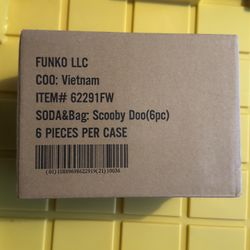 FUNKO LLC
COO: Vietnam
ITEM# 62291FW
SODA&Bag: Scooby Doo(6pc)
6 PIECES PER CASE